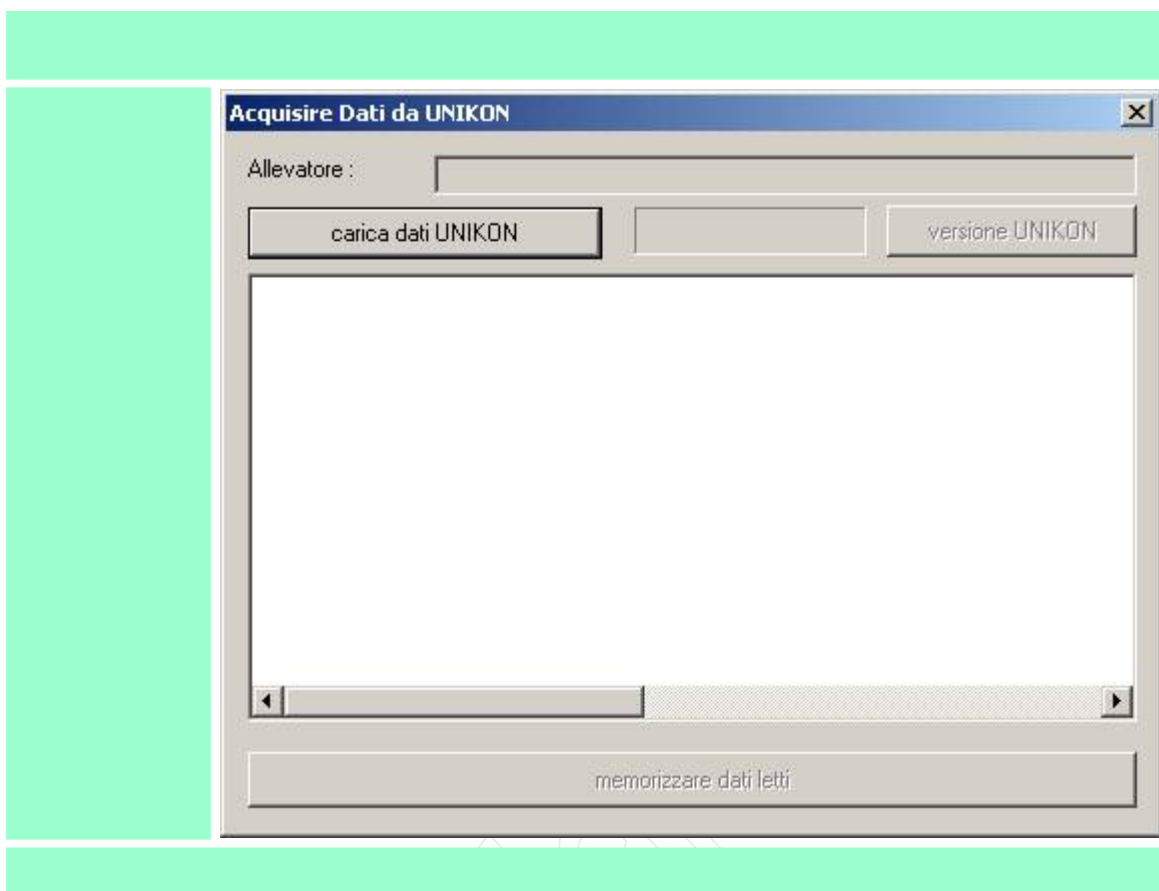 Acquisire Dati da UNIKON
Allevatore :
carica dati UNIKON
versione UNIKON
memorizzare dati letti